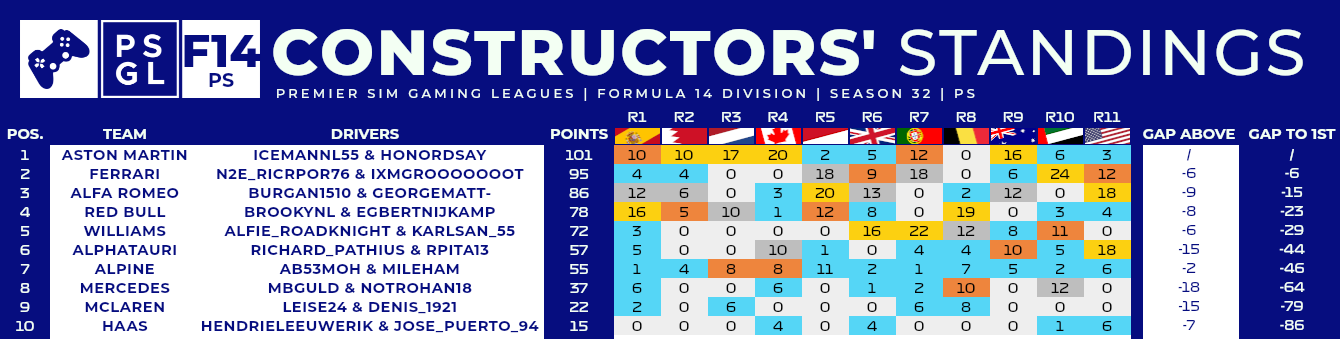 PS
GL
F14
PS
CONSTRUCTORS' STANDINGS
PREMIER SIM GAMING LEAGUES | FORMULA 14 DIVISION | SEASON 32 | PS
R1 R2 R3 R4 R5 R6 R7 R8 R9 R10 R11
POS. TEAM DRIVERS POINTS GAP ABOVE GAP TO 1ST
1 ASTON MARTIN ICEMANNL55 & HONORDSAY 101 10 10 17 20 2 5 12 0 16 6 3 / /
2 FERRARI N2E_RICRPOR76 & IXMGROOOOOOOT 95 4 4 0 0 18 9 18 0 6 24 12 -6 -6
3 ALFA ROMEO BURGAN1510 & GEORGEMATT- 86 12 6 0 3 20 13 0 2 12 0 18 -9 -15
4 RED BULL BROOKYNL & EGBERTNIJKAMP 78 16 5 10 1 12 8 0 19 0 3 4 -8 -23
5 WILLIAMS ALFIE_ROADKNIGHT & KARLSAN_55 72 3 0 0 0 0 16 22 12 8 11 0 -6 -29
6 ALPHATAURI RICHARD_PATHIUS & RPITA13 57 5 0 0 10 1 0 4 4 10 5 18 -15 -44
7 ALPINE AB53MOH & MILEHAM 55 1 4 8 8 11 2 1 7 5 2 6 -2 -46
8 MERCEDES MBGULD & NOTROHAN18 37 6 0 0 6 0 1 2 10 0 12 0 -18 -64
9 MCLAREN LEISE24 & DENIS_1921 22 2 0 6 0 0 0 6 8 0 0 0 -15 -79
10 HAAS HENDRIELEEUWERIK & JOSE_PUERTO_94 15 0 0 0 4 0 4 0 0 0 1 6 -7 -86